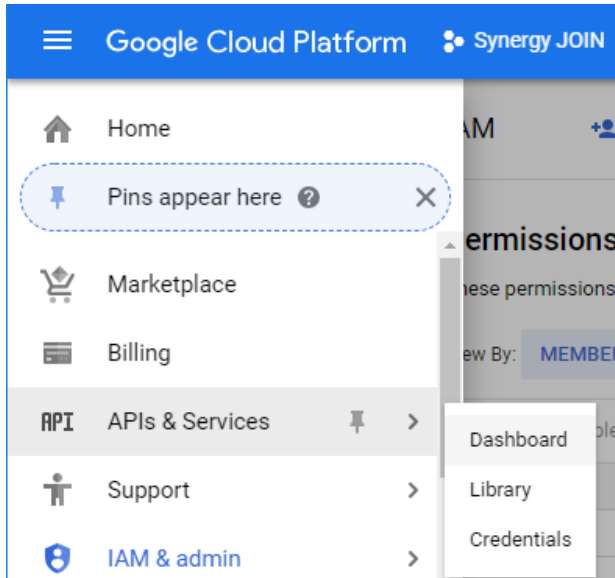 Google Cloud Platform Synergy JOIN
Home
AM
Pins appear here ?
ermissions
Marketplace
hese permissions
Billing
ew By: MEMBE
API APIs & Services
Dashboard
Support
Library
Credentials
IAM & admin